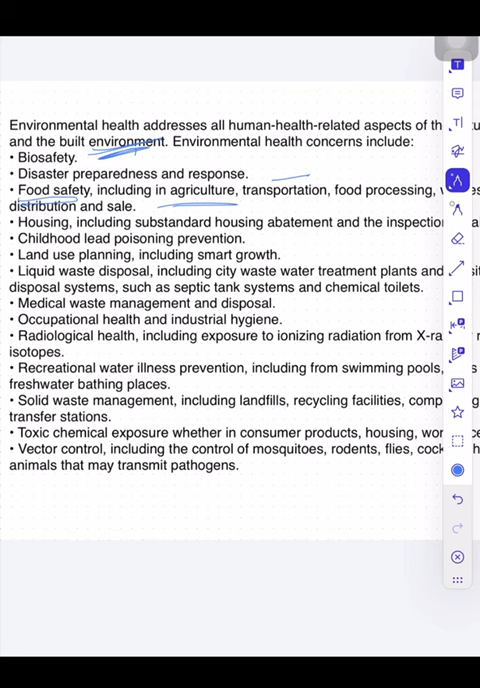 Environmental health addresses all human-health-related aspects of
and the built environment. Environmental health concerns include:
• Biosafety.
• Disaster preparedness and response.
• Food safety, including in agriculture, transportation, food processing,
distribution and sale.
• Housing, including substandard housing abatement and the
• Childhood lead poisoning prevention.
• Land use planning, including smart growth.
• Liquid waste disposal, including city waste water treatment plants and
disposal systems, such as septic tank systems and chemical toilets.
• Medical waste management and disposal.
• Occupational health and industrial hygiene.
• Radiological health, including exposure to ionizing radiation from
isotopes.
• Recreational water illness prevention, including from swimming pools,
freshwater bathing places.
• Solid waste management, including landfills, recycling facilities,
transfer stations.
• Toxic chemical exposure whether in consumer products, housing,
• Vector control, including the control of mosquitoes, rodents, flies,
animals that may transmit pathogens.